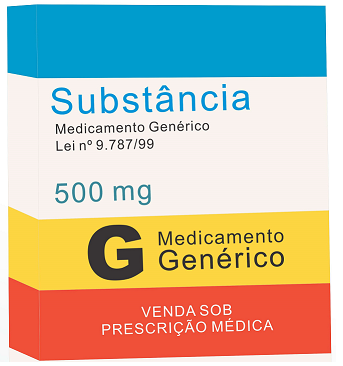 Substância
Medicamento Genérico
Lei nº 9.787/99
500 mg
G
Medicamento
Genérico
VENDA SOB
PRESCRIÇÃO MÉDICA